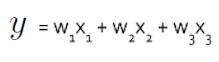 y = w₁x₁ + w₂x₂ + w₃x₃